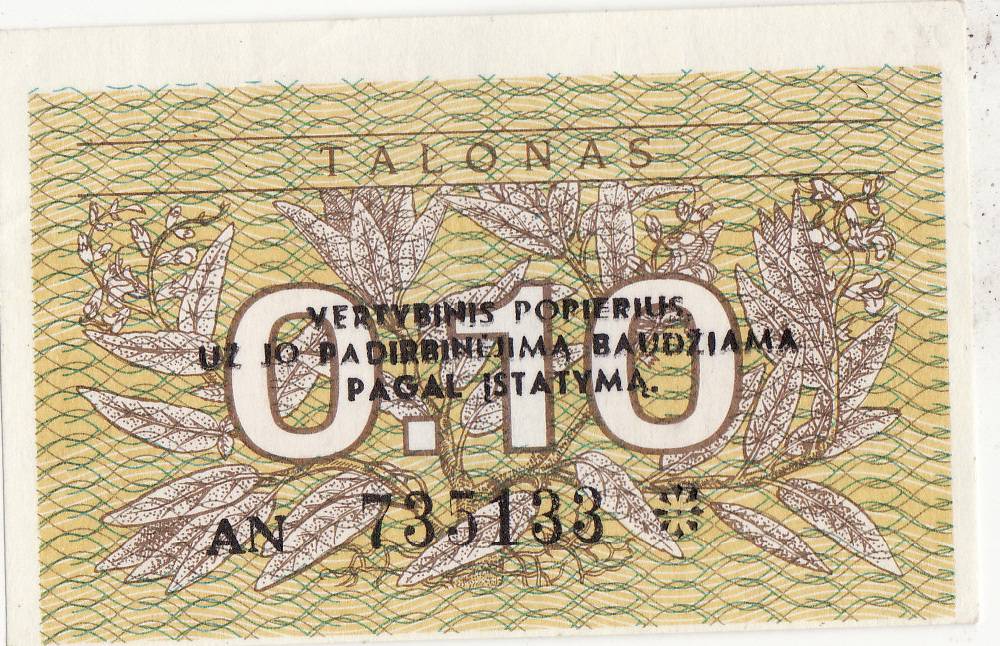 TALONAS
0.10
VERTYBINIS POPIERIUS.
UŽ JO PADIRBINĖJIMĄ BAUDŽIAMA
PAGAL ĮSTATYMĄ.
AN 735133